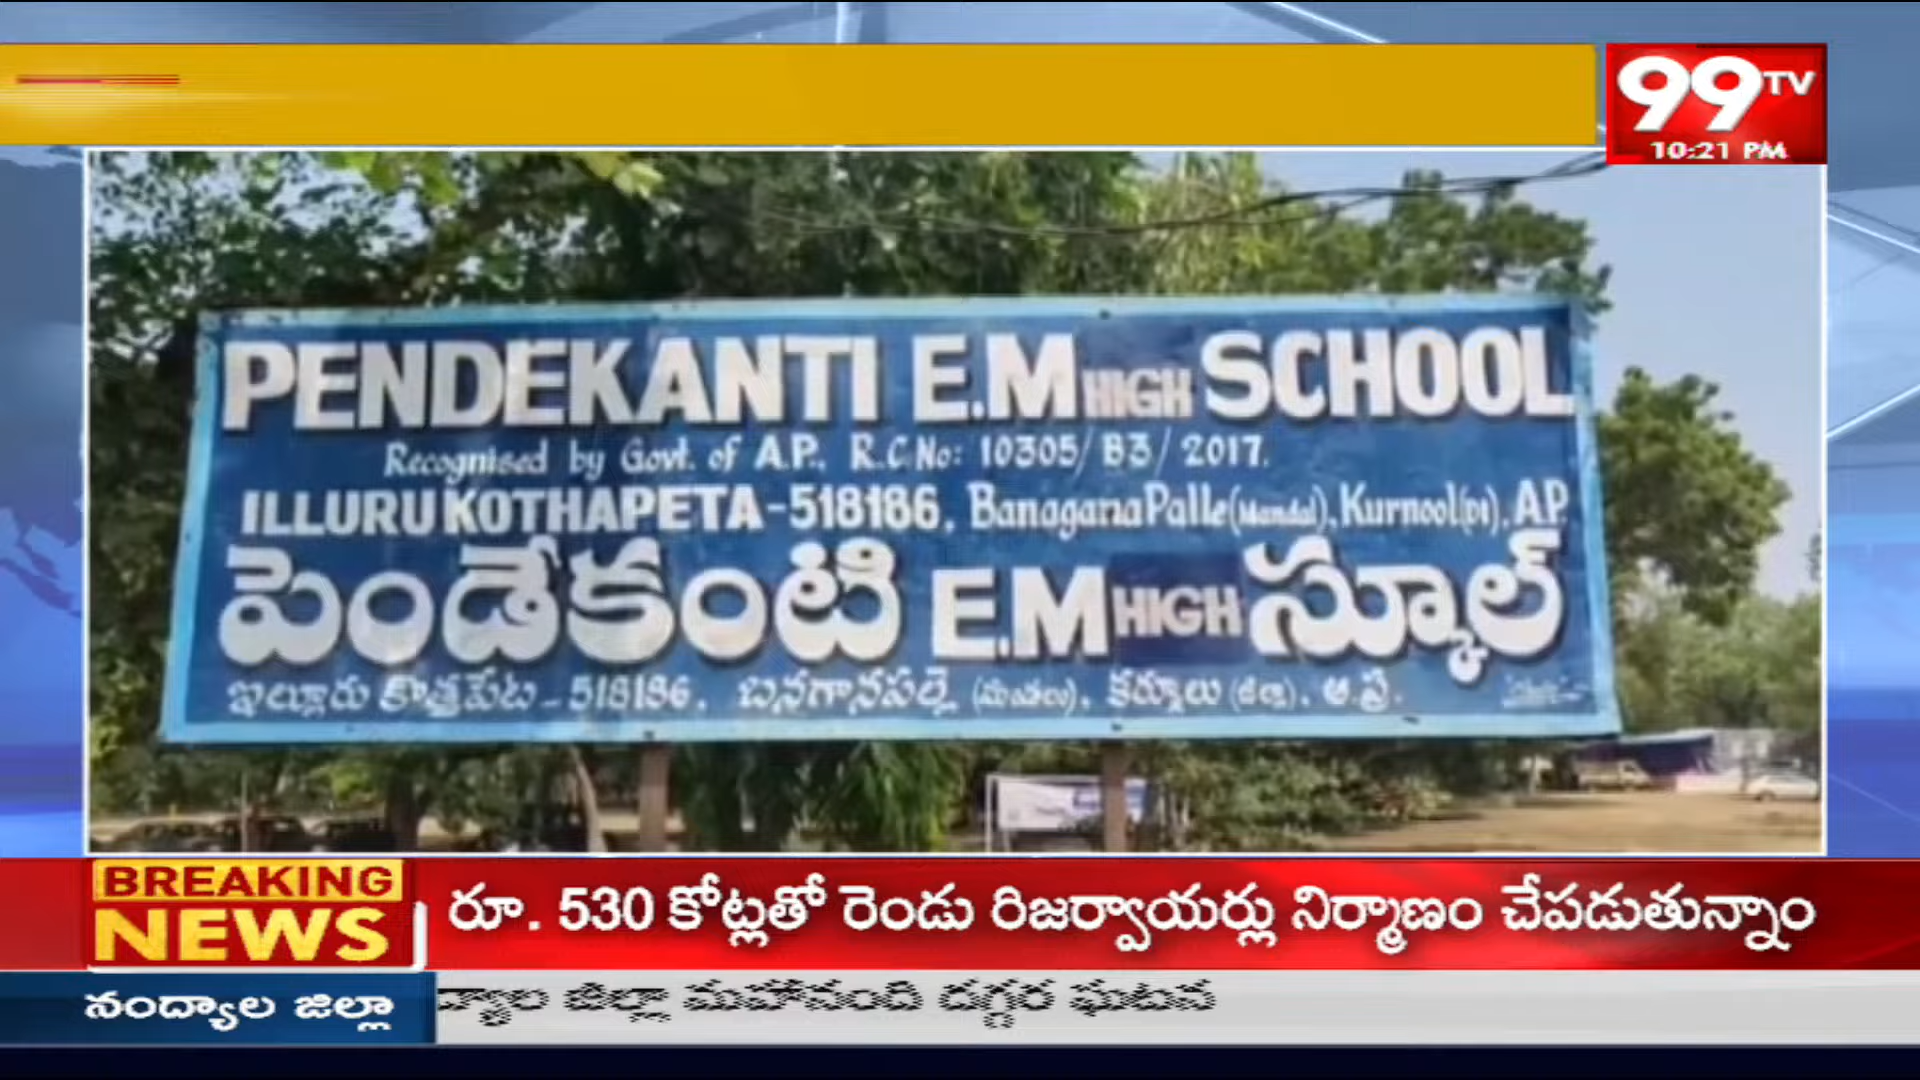 99TV
10:21 PM
PENDEKANTI E.M HIGH SCHOOL
Recognised by Govt. of A.P., R.C.No: 10305/B3/2017.
ILLURU KOTHAPETA-518186, BanaganaPalle(Mandal), Kurnool(Dt), A.P.
పెండేకంటి E.M HIGH స్కూల్
ఇల్లూరు కొత్తపేట - 518186, బనగానపల్లె (మండలం), కర్నూలు (జిల్లా), ఆ.ప్ర.
BREAKING
NEWS
రూ. 530 కోట్లతో రెండు రిజర్వాయర్లు నిర్మాణం చేపడుతున్నాం
నంద్యాల జిల్లా
ద్యాల జిల్లా మహానంది దగ్గర ఘటన